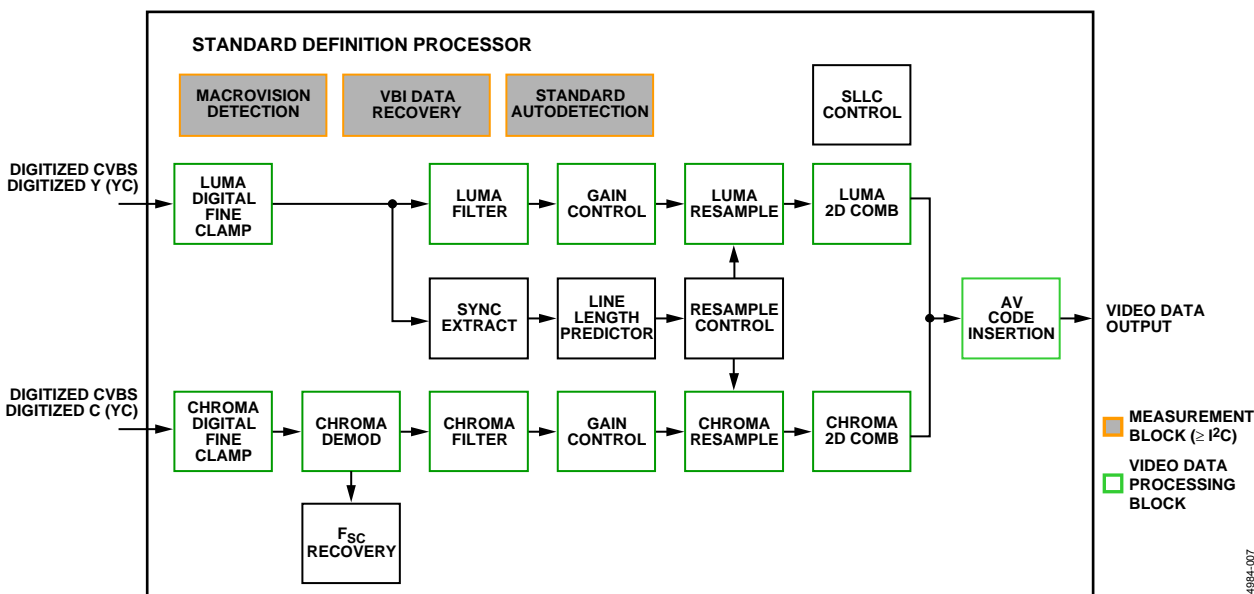 STANDARD DEFINITION PROCESSOR
MACROVISION
DETECTION
VBI DATA
RECOVERY
STANDARD
AUTODETECTION
SLLC
CONTROL
DIGITIZED CVBS
DIGITIZED Y (YC)
LUMA
DIGITAL
FINE
CLAMP
LUMA
FILTER
GAIN
CONTROL
LUMA
RESAMPLE
LUMA
2D COMB
SYNC
EXTRACT
LINE
LENGTH
PREDICTOR
RESAMPLE
CONTROL
AV
CODE
INSERTION
VIDEO DATA
OUTPUT
DIGITIZED CVBS
DIGITIZED C (YC)
CHROMA
DIGITAL
FINE
CLAMP
CHROMA
DEMOD
CHROMA
FILTER
GAIN
CONTROL
CHROMA
RESAMPLE
CHROMA
2D COMB
FSC
RECOVERY
MEASUREMENT
BLOCK (≥ I²C)
VIDEO DATA
PROCESSING
BLOCK
4984-007